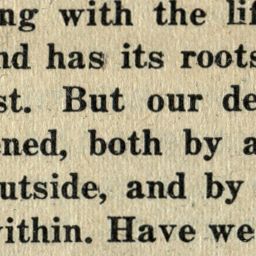 ng with the lif
nd has its roots
st. But our de
ened, both by a
utside, and by
vithin. Have we